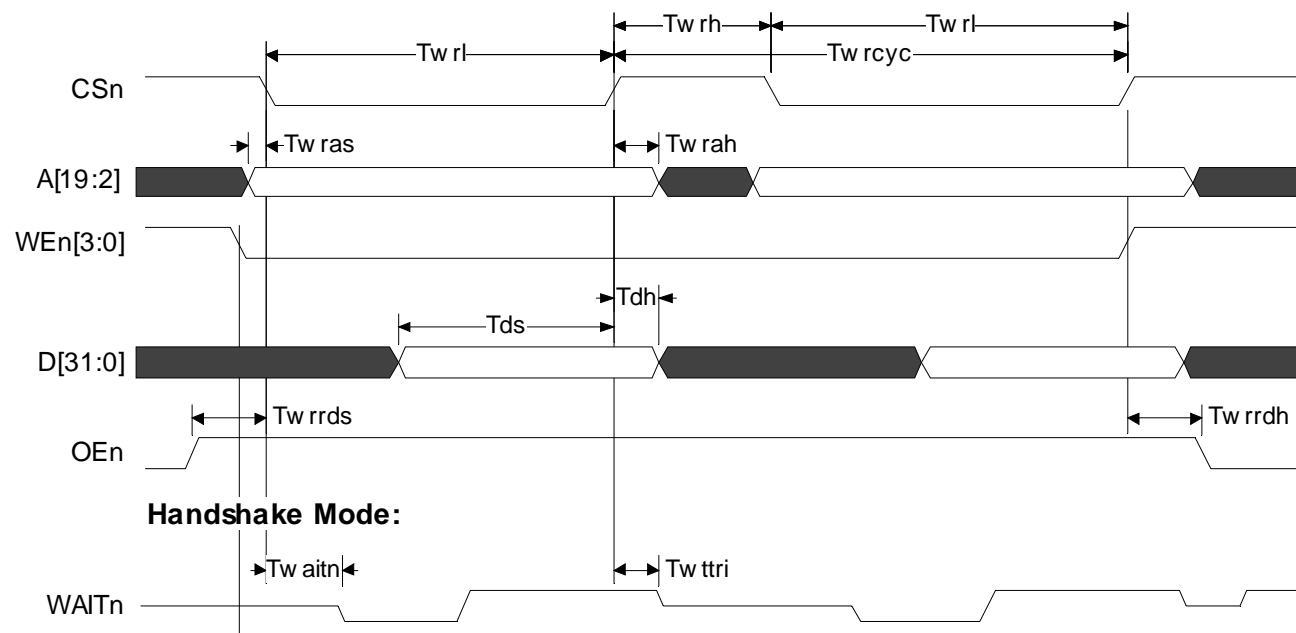 Tw rh
Tw rl
Tw rl
Tw rcyc
CSn
Tw ras
Tw rah
A[19:2]
WEn[3:0]
Tdh
Tds
D[31:0]
Tw rrds
Tw rrdh
OEn
Handshake Mode:
Tw aitn
Tw ttri
WAITn